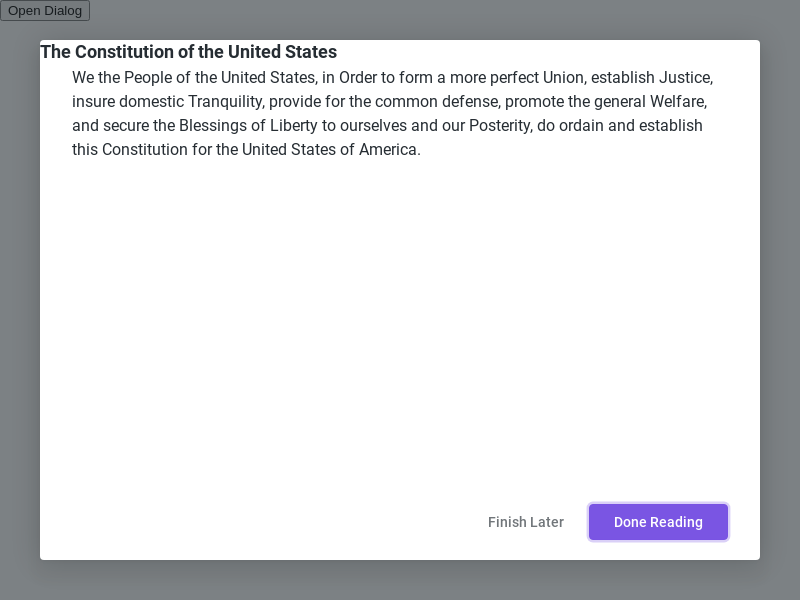 Open Dialog
The Constitution of the United States
We the People of the United States, in Order to form a more perfect Union, establish Justice,
insure domestic Tranquility, provide for the common defense, promote the general Welfare,
and secure the Blessings of Liberty to ourselves and our Posterity, do ordain and establish
this Constitution for the United States of America.
Finish Later
Done Reading